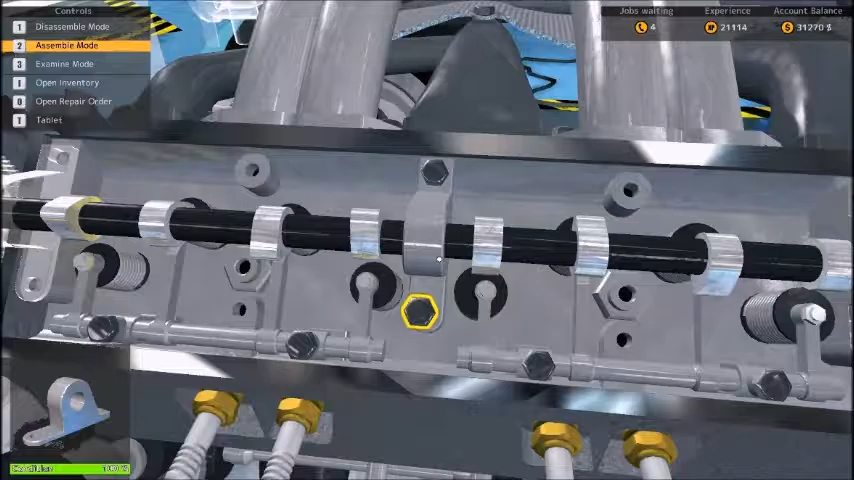 Controls
1 Disassemble Mode
2 Assemble Mode
3 Examine Mode
I Open Inventory
O Open Repair Order
T Tablet
Jobs waiting
4
Experience
21114
Account Balance
31270 $
Condition 100 %